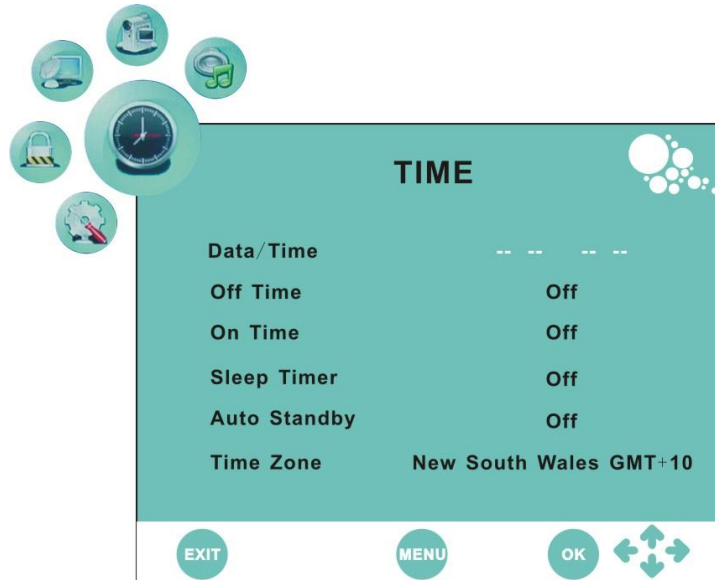 TIME
Data/Time -- -- -- --
Off Time Off
On Time Off
Sleep Timer Off
Auto Standby Off
Time Zone New South Wales GMT+10
EXIT MENU OK